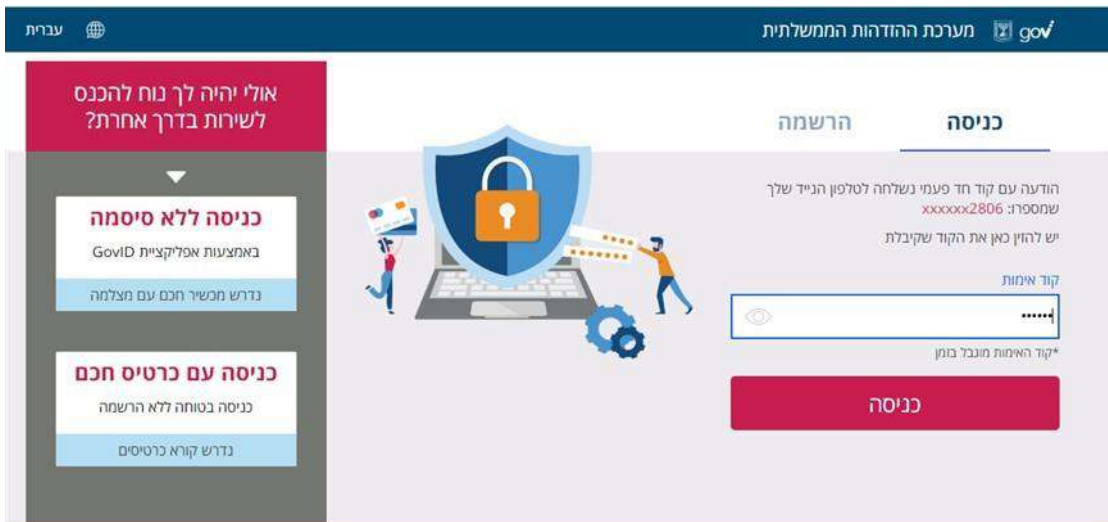 gov מערכת ההזדהות הממשלתית
עברית
כניסה
הרשמה
הודעה עם קוד חד פעמי נשלחה לטלפון הנייד שלך
שמספרו: xxxxxx2806
יש להזין כאן את הקוד שקיבלת
קוד אימות
••••••
*קוד האימות מוגבל בזמן
כניסה
אולי יהיה לך נוח להכנס
לשירות בדרך אחרת?
כניסה ללא סיסמה
באמצעות אפליקציית GovID
נדרש מכשיר חכם עם מצלמה
כניסה עם כרטיס חכם
כניסה בטוחה ללא הרשמה
נדרש קורא כרטיסים